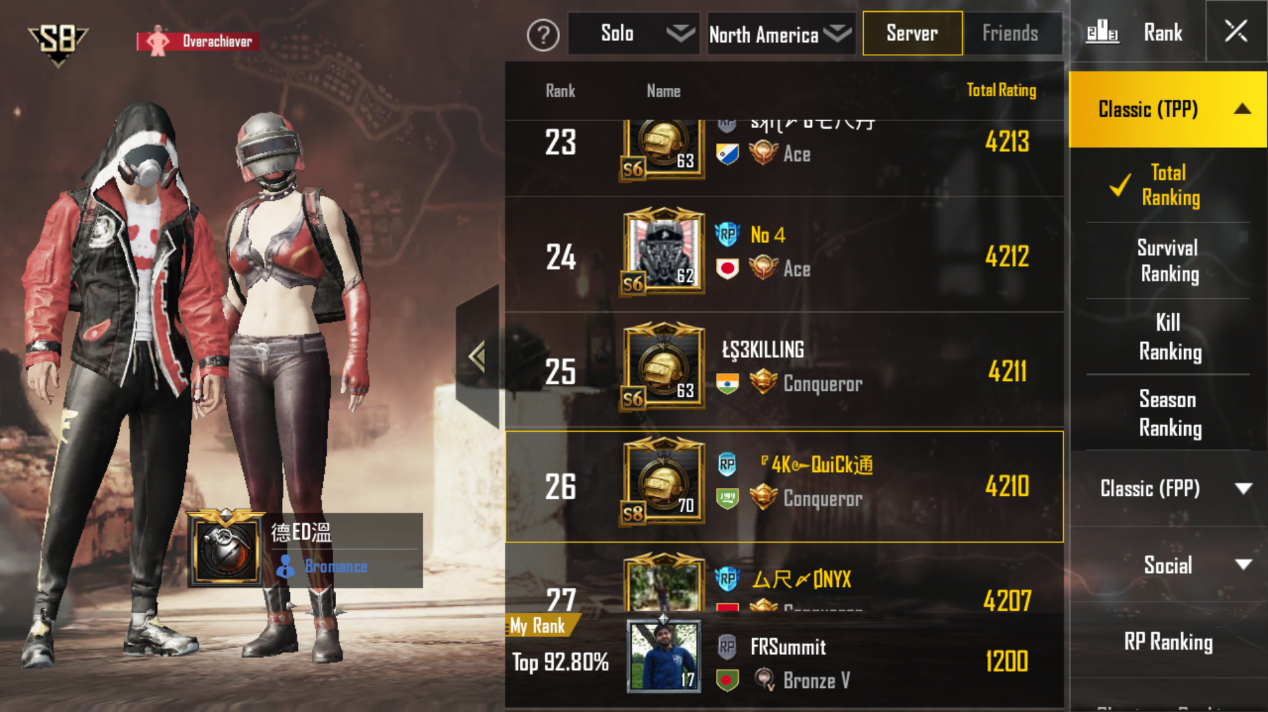 S8
Overachiever
?
Solo
North America
Server
Friends
Rank
Rank
Name
Total Rating
Classic (TPP)
23
S6
63
Ace
4213
Total
Ranking
24
S6
62
RP
No 4
Ace
4212
Survival
Ranking
25
S6
63
ŁŞ3KILLING
Conqueror
4211
Kill
Ranking
Season
Ranking
26
S8
70
RP
『4K๛QuiCk通
Conqueror
4210
Classic (FPP)
德ED溫
Bromance
Social
27
RP
ム尺〆ØNYX
Conqueror
4207
My Rank
Top 92.80%
17
RP
FRSummit
Bronze V
1200
RP Ranking